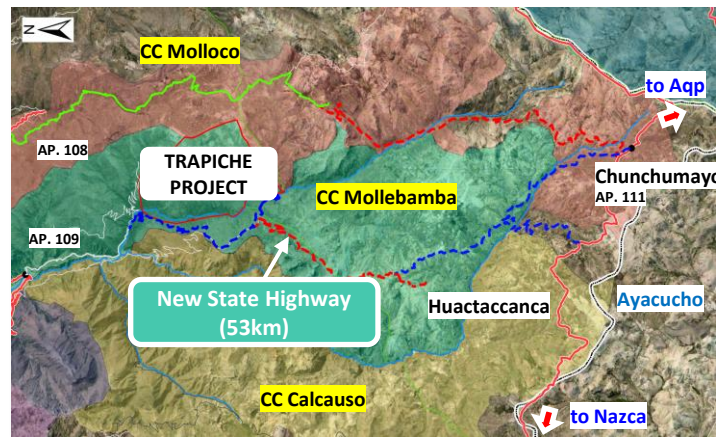 N
CC Molloco
to Aqp
AP. 108
TRAPICHE
PROJECT
CC Mollebamba
Chunchumayo
AP. 111
AP. 109
New State Highway
(53km)
Huactaccanca
Ayacucho
CC Calcauso
to Nazca